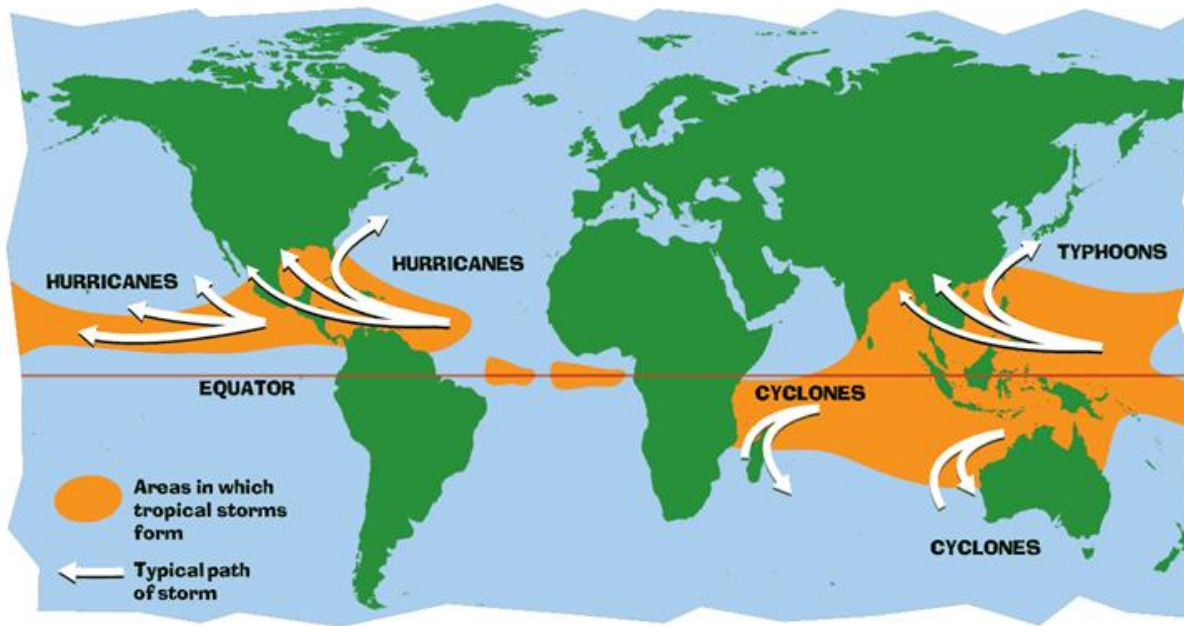 HURRICANES
HURRICANES
TYPHOONS
EQUATOR
CYCLONES
CYCLONES
Areas in which
tropical storms
form
Typical path
of storm